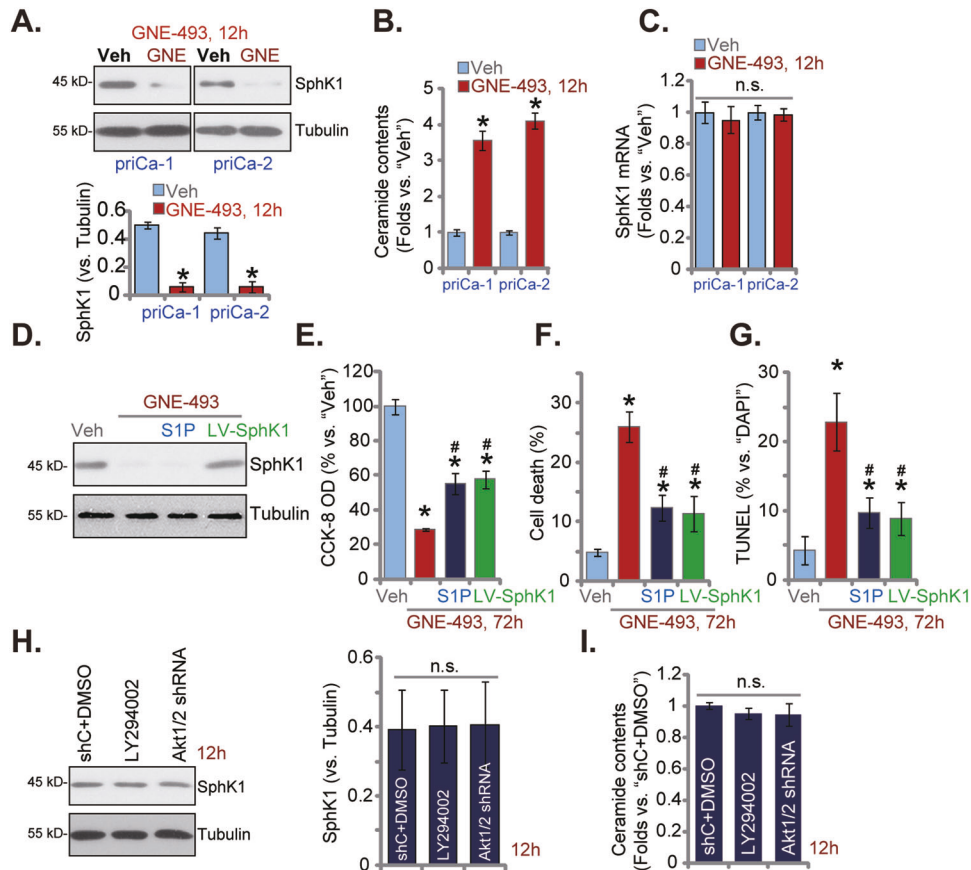 A.
GNE-493, 12h
Veh GNE Veh GNE
45 kD-
SphK1
55 kD-
Tubulin
priCa-1 priCa-2
Veh
GNE-493, 12h
SphK1 (vs. Tubulin)
0.6
0.4
0.2
0
* *
priCa-1 priCa-2
B.
Veh
GNE-493, 12h
Ceramide contents
(Folds vs. “Veh”)
5
4
3
2
1
0
* *
priCa-1 priCa-2
C.
Veh
GNE-493, 12h
n.s.
SphK1 mRNA
(Folds vs. “Veh”)
1.2
1
0.8
0.6
0.4
0.2
0
priCa-1 priCa-2
D.
GNE-493
Veh S1P LV-SphK1
45 kD-
SphK1
55 kD-
Tubulin
E.
CCK-8 OD (% vs. “Veh”)
120
100
80
60
40
20
0
*
# #
* *
Veh S1P LV-SphK1
GNE-493, 72h
F.
Cell death (%)
30
20
10
0
*
# #
* *
Veh S1P LV-SphK1
GNE-493, 72h
G.
TUNEL (% vs. “DAPI”)
30
20
10
0
*
# #
* *
Veh S1P LV-SphK1
GNE-493, 72h
H.
shC+DMSO
LY294002
Akt1/2 shRNA
12h
45 kD-
SphK1
55 kD-
Tubulin
SphK1 (vs. Tubulin)
0.6
0.4
0.2
0
n.s.
shC+DMSO
LY294002
Akt1/2 shRNA
12h
I.
Ceramide contents
(Folds vs. “shC+DMSO”)
1.2
1
0.8
0.6
0.4
0.2
0
n.s.
shC+DMSO
LY294002
Akt1/2 shRNA
12h